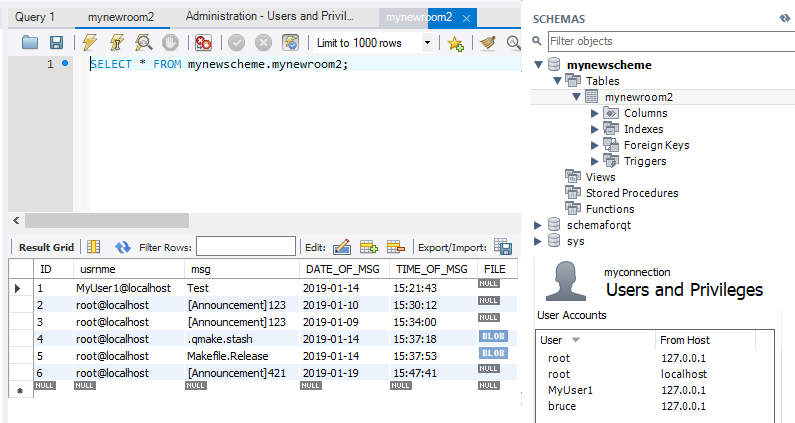 Query 1 mynewroom2 Administration - Users and Privil... mynewroom2
Limit to 1000 rows
1 SELECT * FROM mynewscheme.mynewroom2;
Result Grid Filter Rows: Edit: Export/Import:
ID usrnme msg DATE_OF_MSG TIME_OF_MSG FILE
1 MyUser1@localhost Test 2019-01-14 15:21:43 NULL
2 root@localhost [Announcement]123 2019-01-10 15:30:12 NULL
3 root@localhost [Announcement]123 2019-01-09 15:34:00 NULL
4 root@localhost .qmake.stash 2019-01-14 15:37:18 BLOB
5 root@localhost Makefile.Release 2019-01-14 15:37:53 BLOB
6 root@localhost [Announcement]421 2019-01-19 15:47:41 NULL
NULL NULL NULL NULL NULL NULL
SCHEMAS
Filter objects
mynewscheme
Tables
mynewroom2
Columns
Indexes
Foreign Keys
Triggers
Views
Stored Procedures
Functions
schemaforqt
sys
myconnection
Users and Privileges
User Accounts
User From Host
root 127.0.0.1
root localhost
MyUser1 127.0.0.1
bruce 127.0.0.1